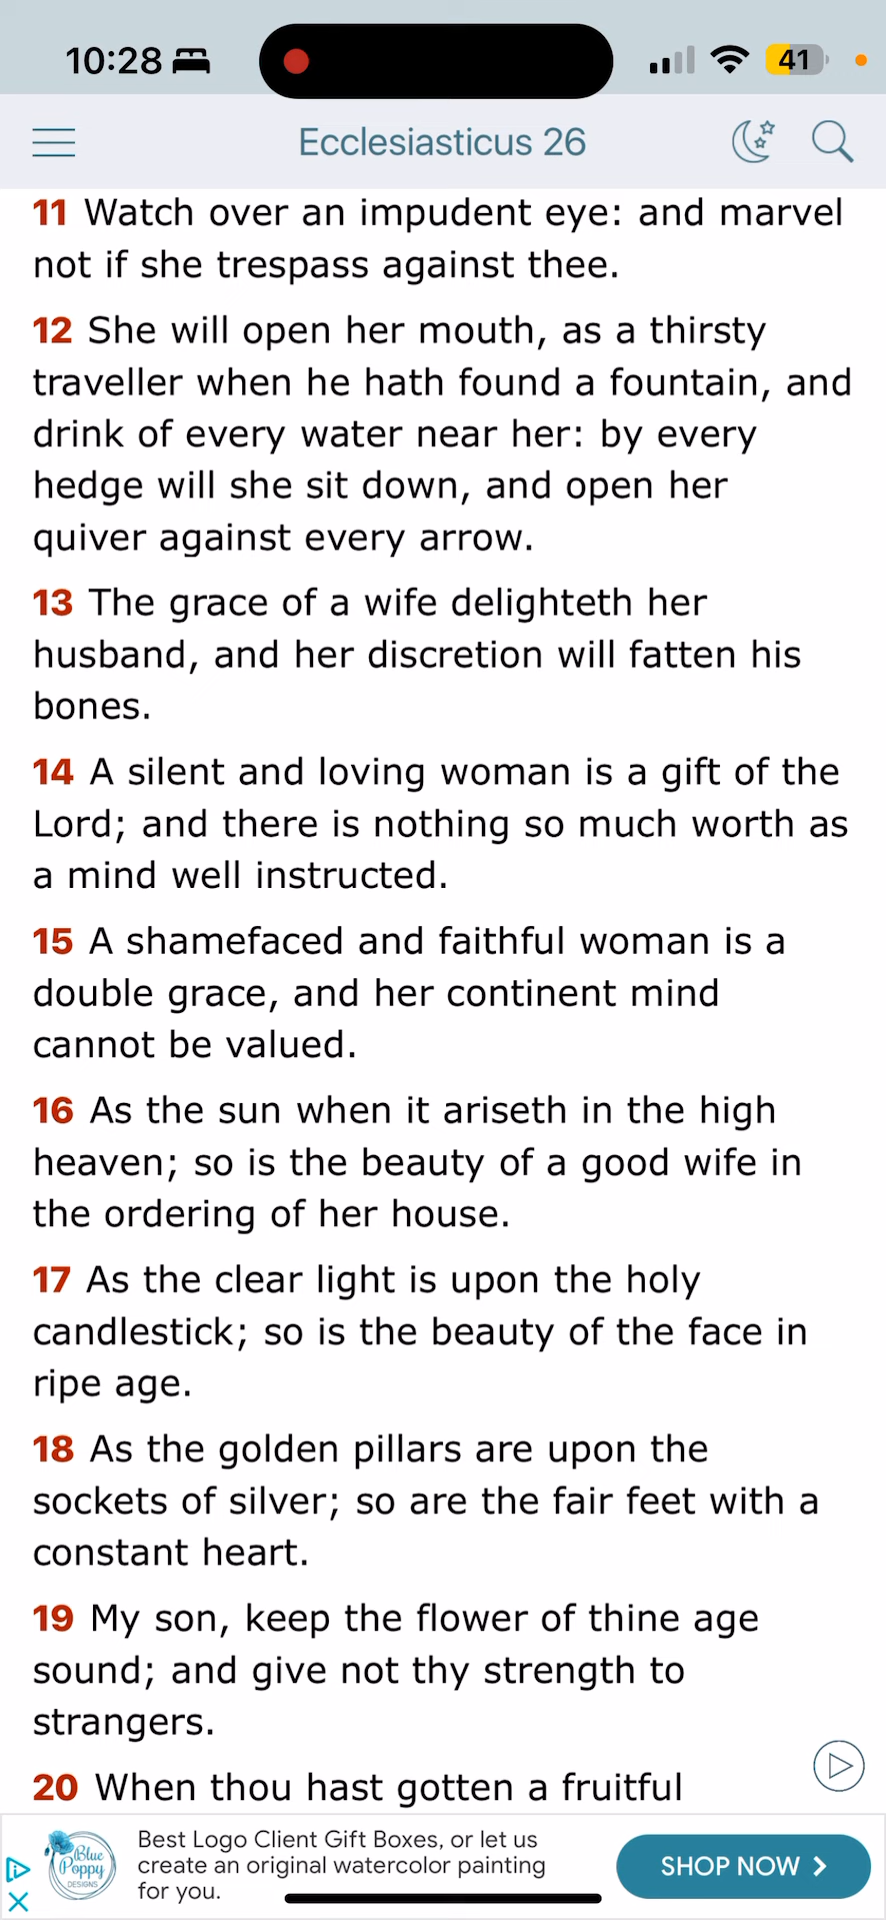 10:28
41
Ecclesiasticus 26
11 Watch over an impudent eye: and marvel
not if she trespass against thee.
12 She will open her mouth, as a thirsty
traveller when he hath found a fountain, and
drink of every water near her: by every
hedge will she sit down, and open her
quiver against every arrow.
13 The grace of a wife delighteth her
husband, and her discretion will fatten his
bones.
14 A silent and loving woman is a gift of the
Lord; and there is nothing so much worth as
a mind well instructed.
15 A shamefaced and faithful woman is a
double grace, and her continent mind
cannot be valued.
16 As the sun when it ariseth in the high
heaven; so is the beauty of a good wife in
the ordering of her house.
17 As the clear light is upon the holy
candlestick; so is the beauty of the face in
ripe age.
18 As the golden pillars are upon the
sockets of silver; so are the fair feet with a
constant heart.
19 My son, keep the flower of thine age
sound; and give not thy strength to
strangers.
20 When thou hast gotten a fruitful
Blue
Poppy
DESIGNS
Best Logo Client Gift Boxes, or let us
create an original watercolor painting
for you.
SHOP NOW